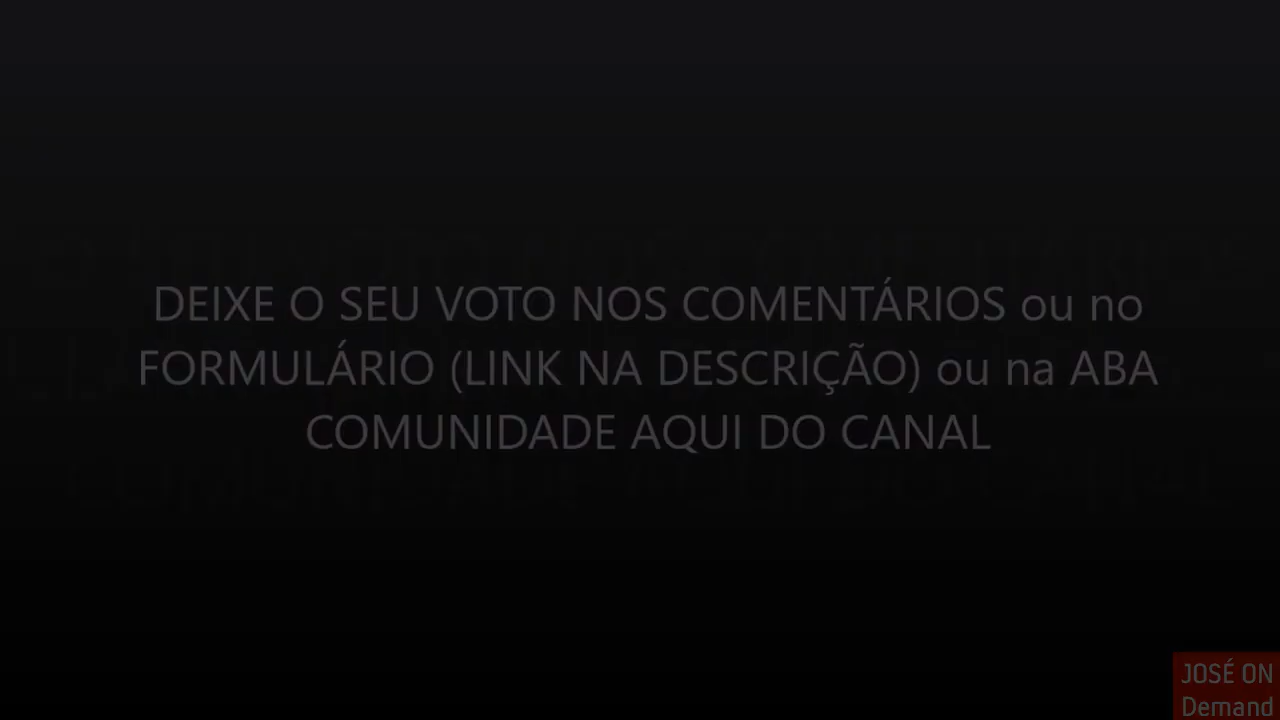 DEIXE O SEU VOTO NOS COMENTÁRIOS ou no
FORMULÁRIO (LINK NA DESCRIÇÃO) ou na ABA
COMUNIDADE AQUI DO CANAL
JOSÉ ON
Demand